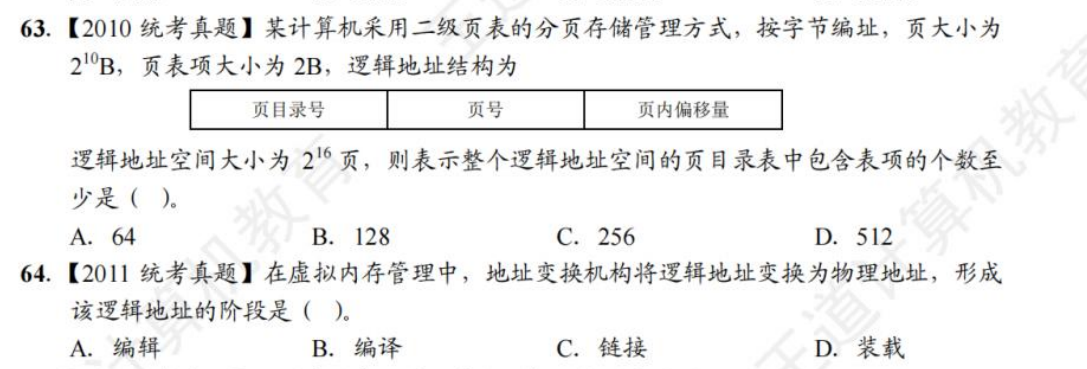 63.【2010 统考真题】某计算机采用二级页表的分页存储管理方式，按字节编址，页大小为
2¹⁰B，页表项大小为 2B，逻辑地址结构为
页目录号 页号 页内偏移量
逻辑地址空间大小为 2¹⁶ 页，则表示整个逻辑地址空间的页目录表中包含表项的个数至
少是（ ）。
A. 64 B. 128 C. 256 D. 512
64.【2011 统考真题】在虚拟内存管理中，地址变换机构将逻辑地址变换为物理地址，形成
该逻辑地址的阶段是（ ）。
A. 编辑 B. 编译 C. 链接 D. 装载